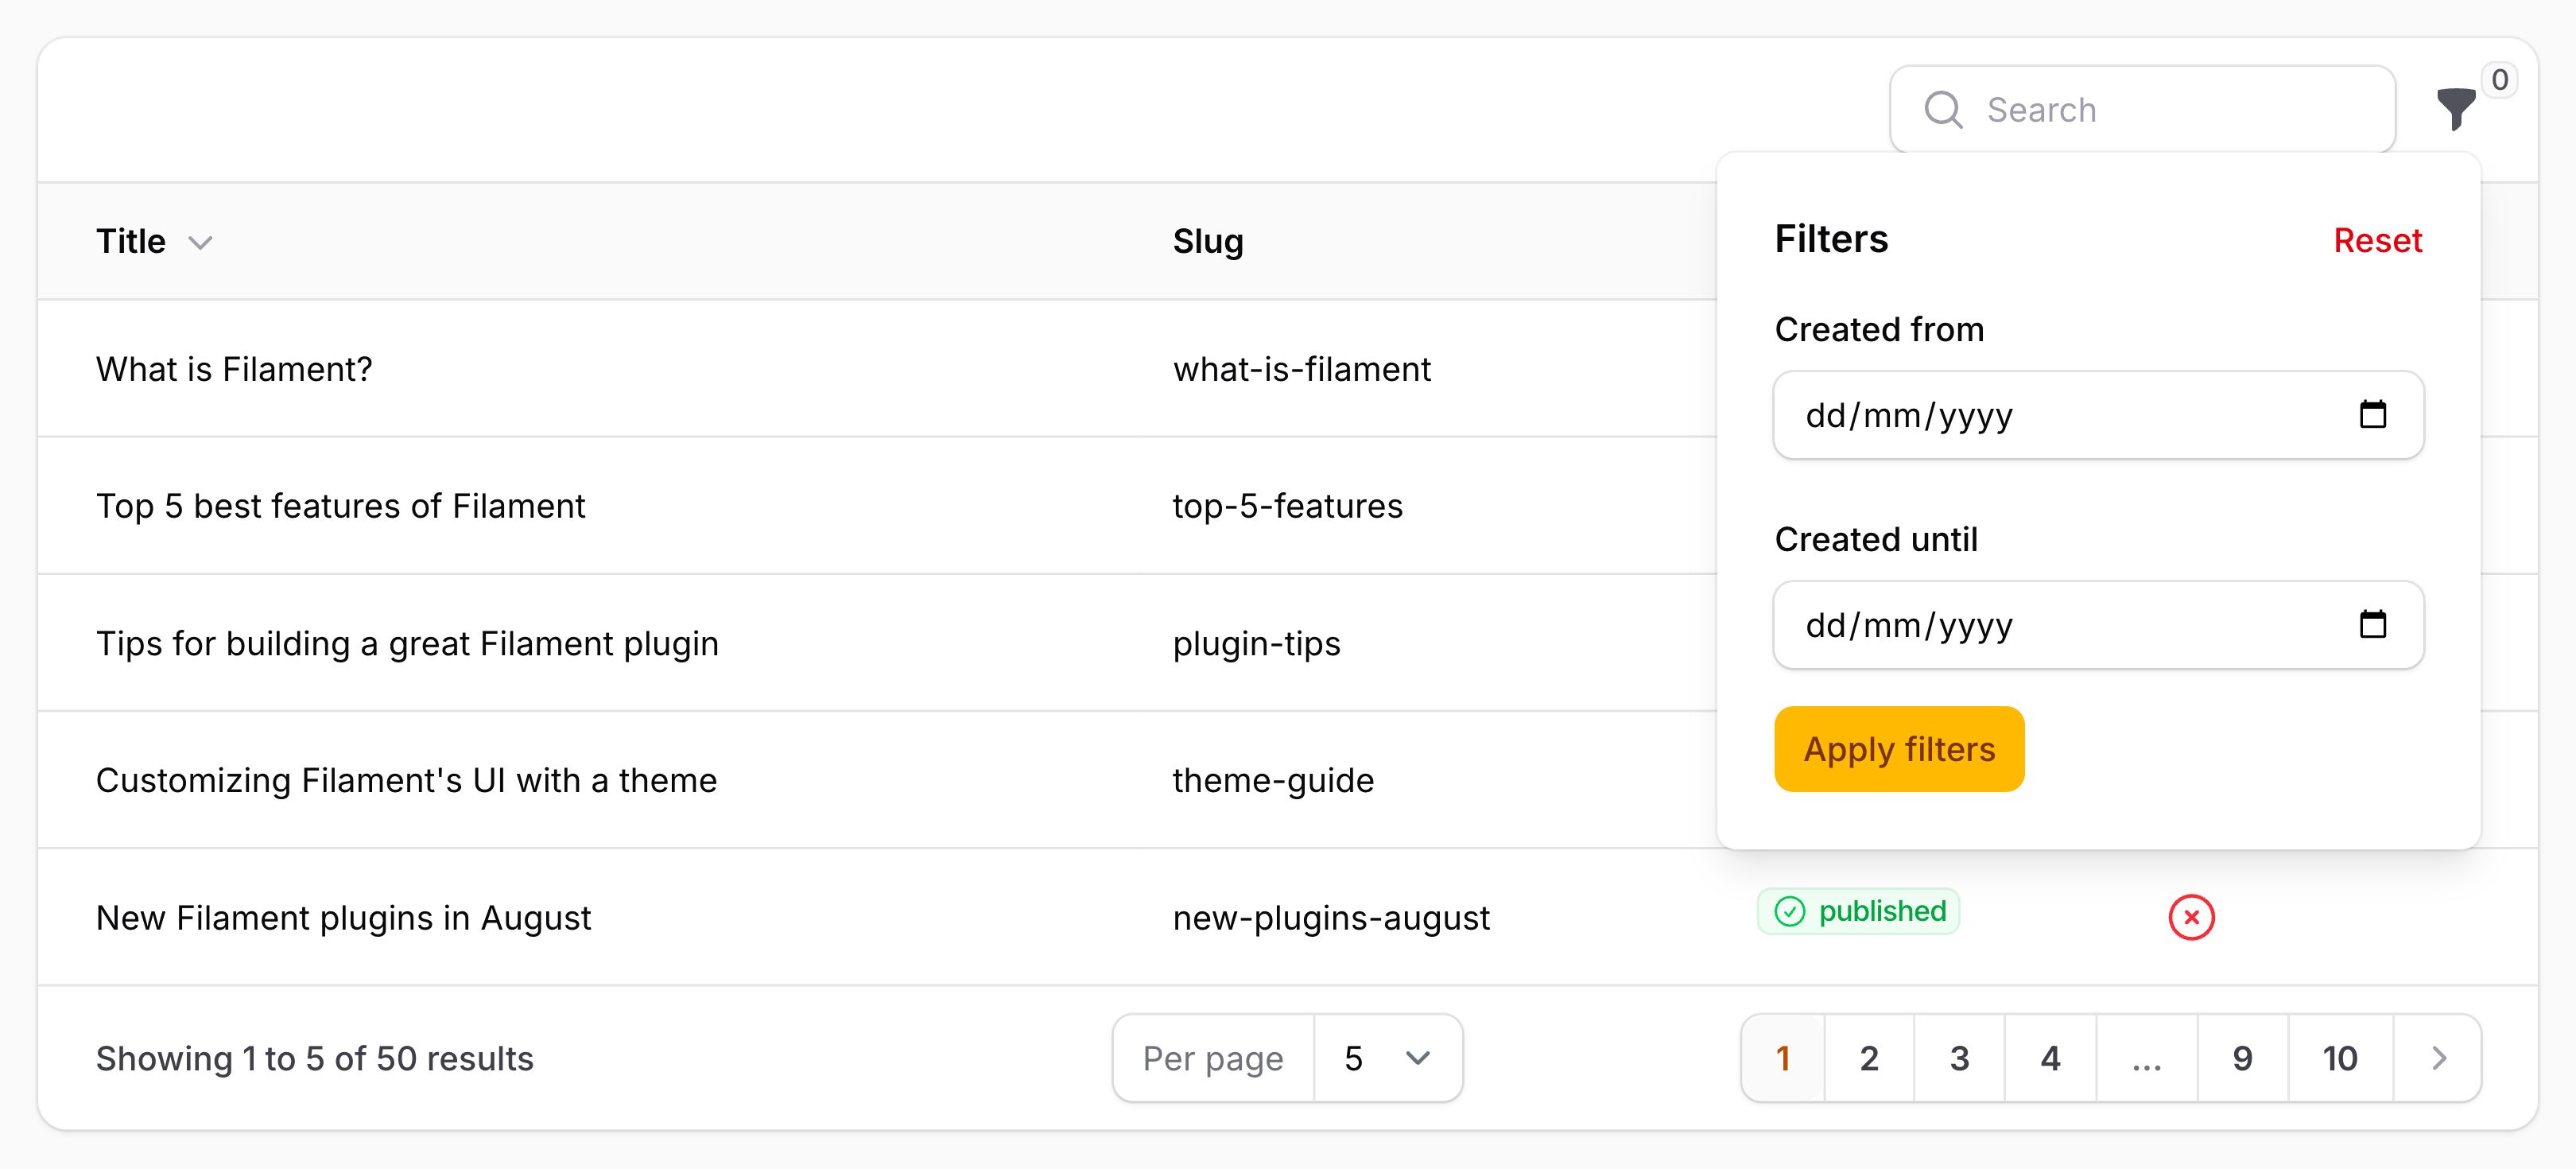 Search
0
Title
Slug
Filters
Reset
Created from
dd/mm/yyyy
Created until
dd/mm/yyyy
Apply filters
What is Filament?
what-is-filament
Top 5 best features of Filament
top-5-features
Tips for building a great Filament plugin
plugin-tips
Customizing Filament's UI with a theme
theme-guide
New Filament plugins in August
new-plugins-august
published
Showing 1 to 5 of 50 results
Per page
5
1 2 3 4 ... 9 10